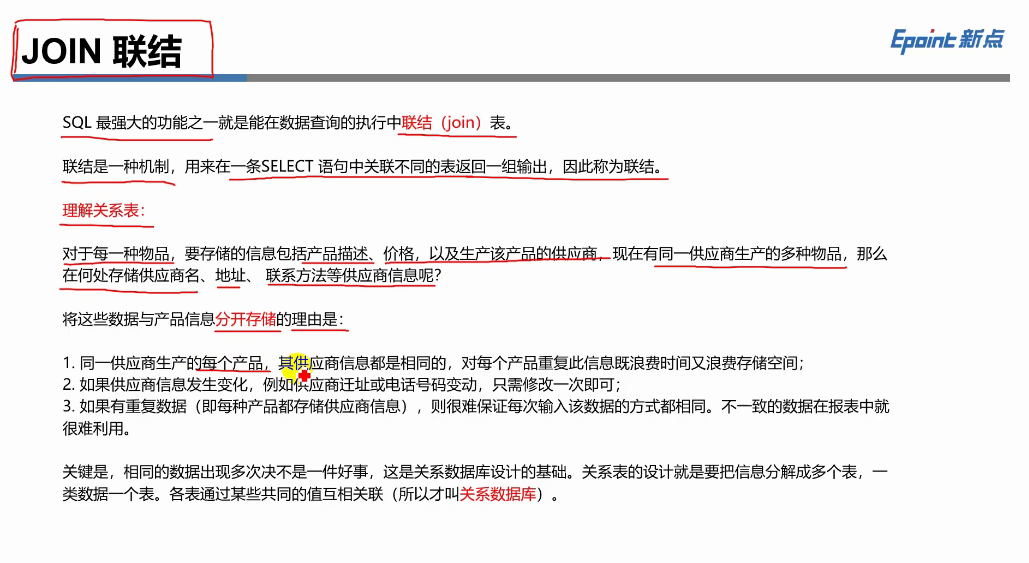 JOIN 联结
Epoint 新点
SQL 最强大的功能之一就是能在数据查询的执行中联结（join）表。
联结是一种机制，用来在一条SELECT 语句中关联不同的表返回一组输出，因此称为联结。
理解关系表：
对于每一种物品，要存储的信息包括产品描述、价格，以及生产该产品的供应商，现在有同一供应商生产的多种物品，那么
在何处存储供应商名、地址、 联系方法等供应商信息呢？
将这些数据与产品信息分开存储的理由是：
1. 同一供应商生产的每个产品，其供应商信息都是相同的，对每个产品重复此信息既浪费时间又浪费存储空间；
2. 如果供应商信息发生变化，例如供应商迁址或电话号码变动，只需修改一次即可；
3. 如果有重复数据（即每种产品都存储供应商信息），则很难保证每次输入该数据的方式都相同。不一致的数据在报表中就
很难利用。
关键是，相同的数据出现多次决不是一件好事，这是关系数据库设计的基础。关系表的设计就是要把信息分解成多个表，一
类数据一个表。各表通过某些共同的值互相关联（所以才叫关系数据库）。